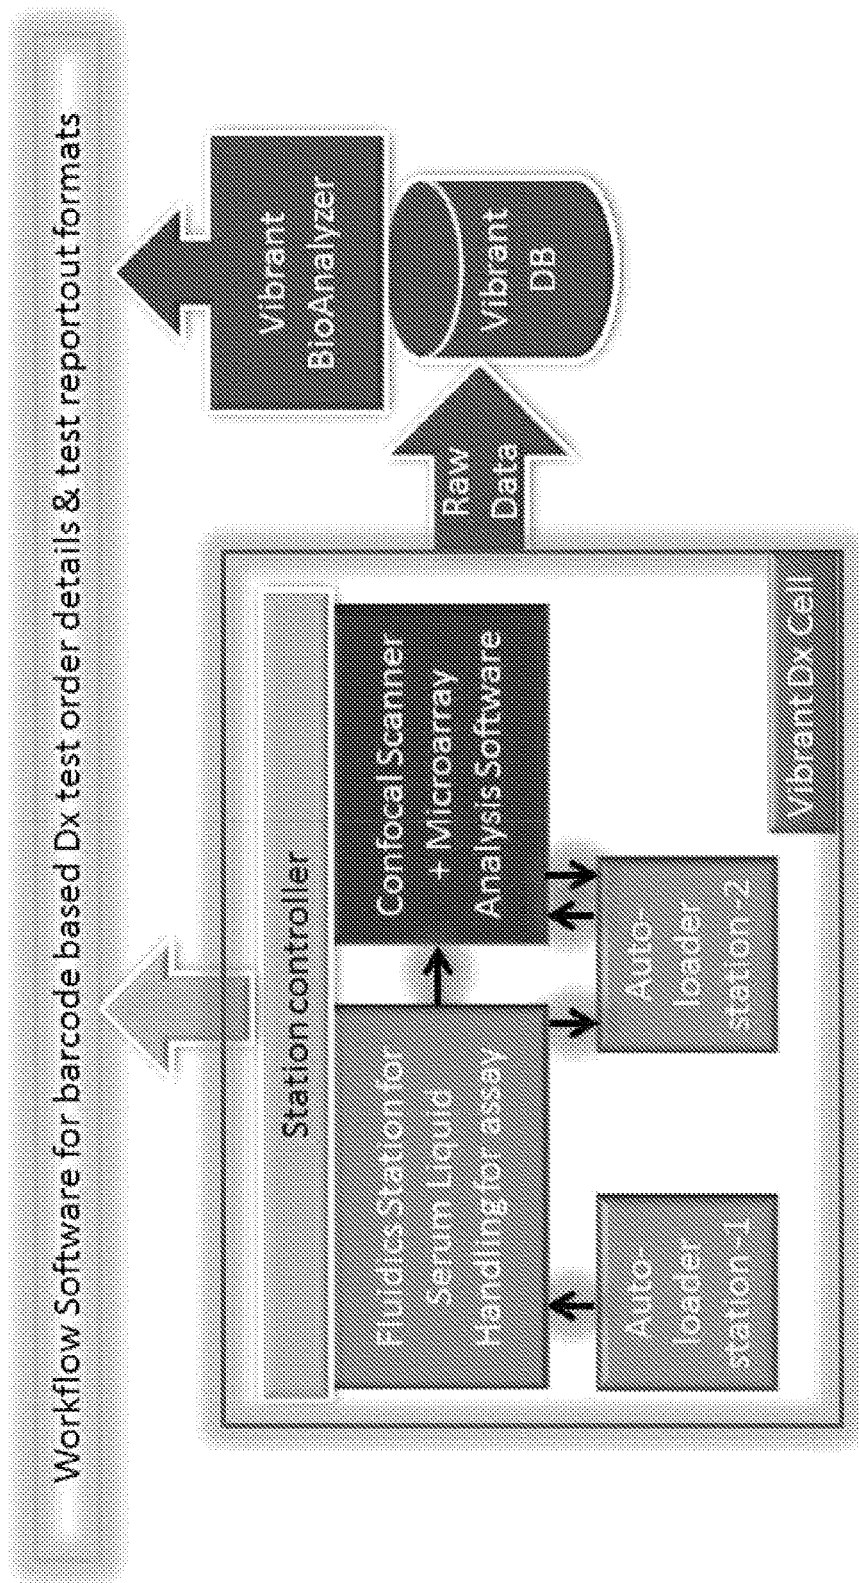 Workflow Software for barcode based Dx test order details & test reportout formats
Station controller
Fluidics Station for
Serum Liquid
Handling for assay
Confocal Scanner
+ Microarray
Analysis Software
Auto-
loader
station -1
Auto-
loader
station -2
Vibrant Dx Cell
Raw
Data
Vibrant
BioAnalyzer
Vibrant
DB